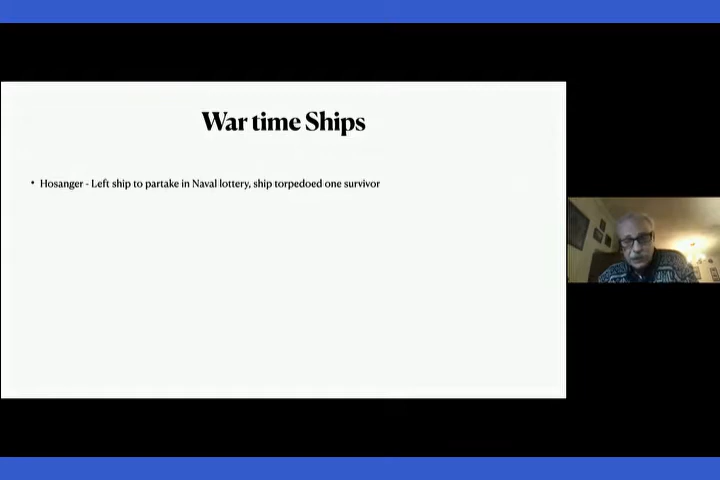 War time Ships
• Hosanger - Left ship to partake in Naval lottery, ship torpedoed one survivor